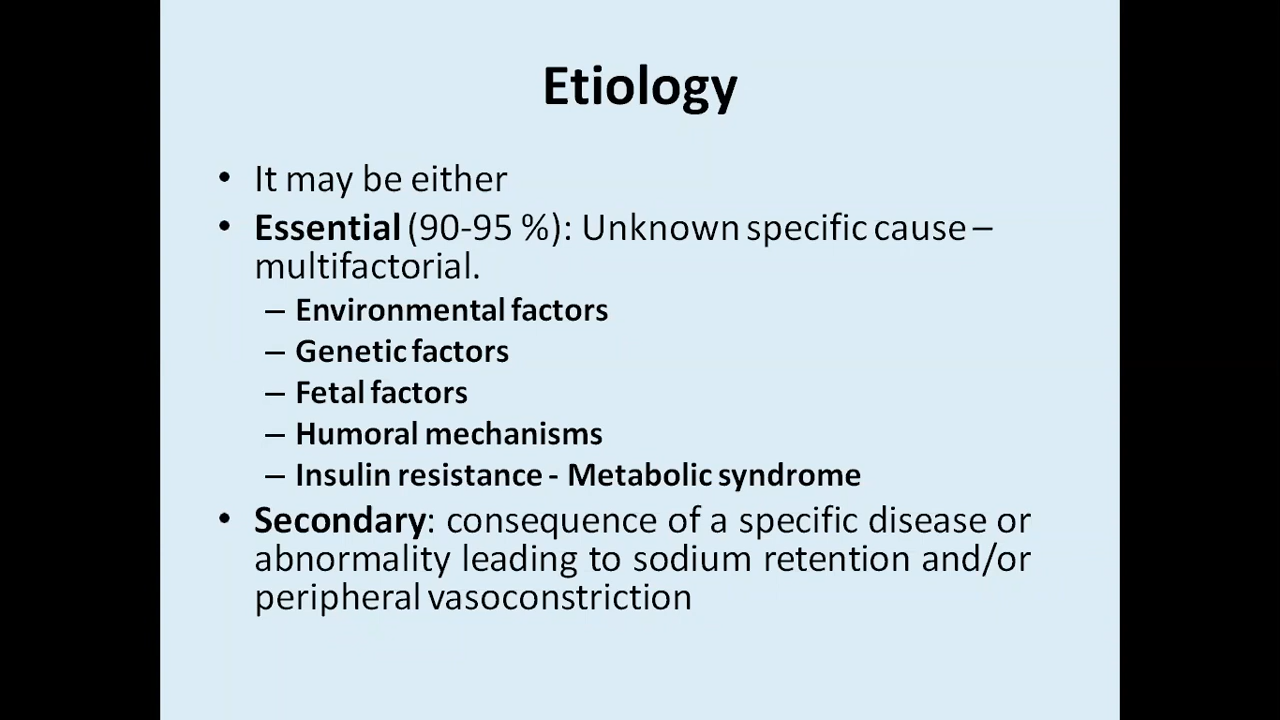 Etiology
• It may be either
• Essential (90-95 %): Unknown specific cause –
multifactorial.
– Environmental factors
– Genetic factors
– Fetal factors
– Humoral mechanisms
– Insulin resistance - Metabolic syndrome
• Secondary: consequence of a specific disease or
abnormality leading to sodium retention and/or
peripheral vasoconstriction